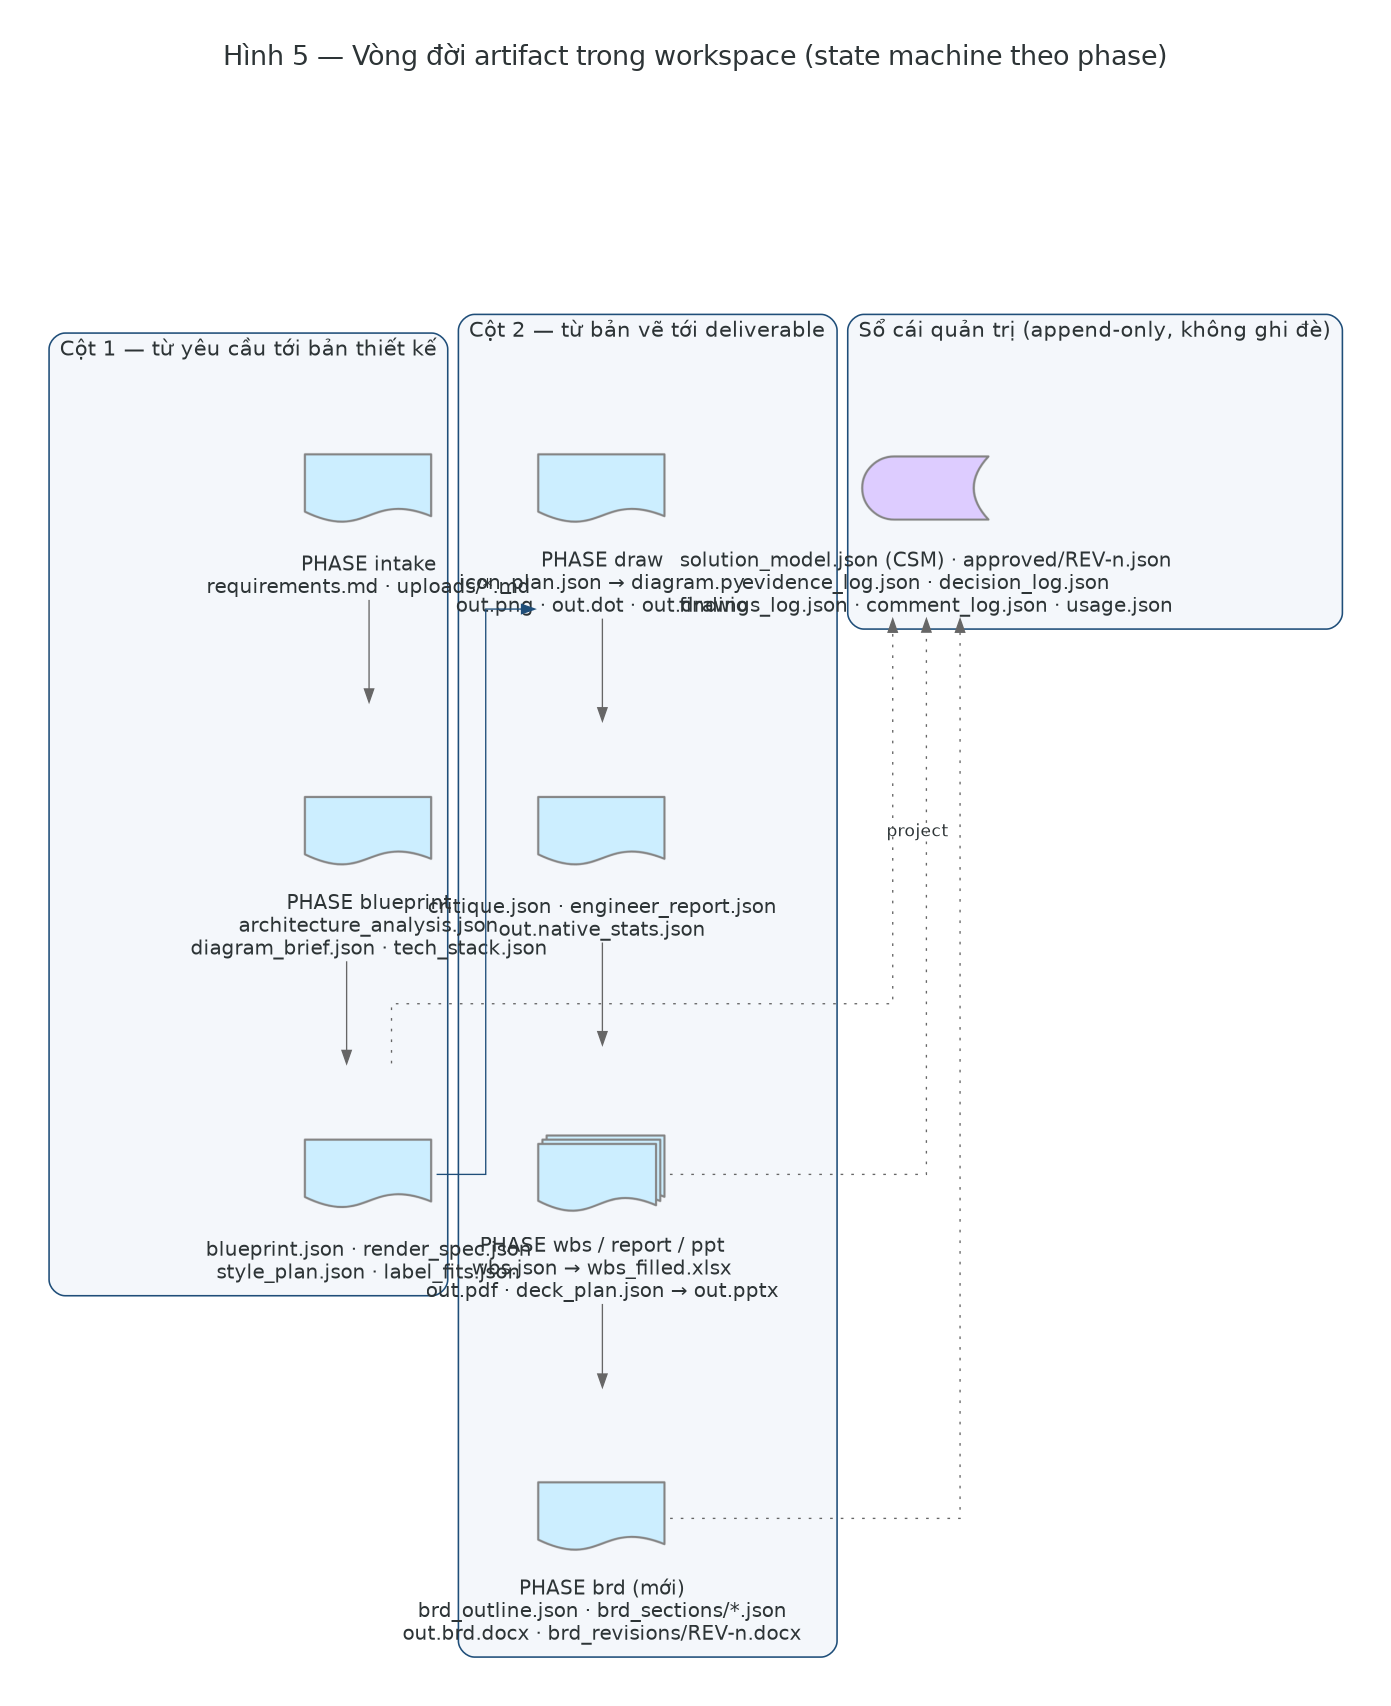 Hình 5 — Vòng đời artifact trong workspace (state machine theo phase)
Cột 1 — từ yêu cầu tới bản thiết kế
PHASE intake
requirements.md · uploads/*.md
PHASE blueprint
architecture_analysis.json
diagram_brief.json · tech_stack.json
blueprint.json · render_spec.json
style_plan.json · label_fits.json
Cột 2 — từ bản vẽ tới deliverable
PHASE draw
icon_plan.json → diagram.py
out.png · out.dot · out.drawio
critique.json · engineer_report.json
out.native_stats.json
PHASE wbs / report / ppt
wbs.json → wbs_filled.xlsx
out.pdf · deck_plan.json → out.pptx
PHASE brd (mới)
brd_outline.json · brd_sections/*.json
out.brd.docx · brd_revisions/REV-n.docx
Sổ cái quản trị (append-only, không ghi đè)
solution_model.json (CSM) · approved/REV-n.json
evidence_log.json · decision_log.json
findings_log.json · comment_log.json · usage.json
project